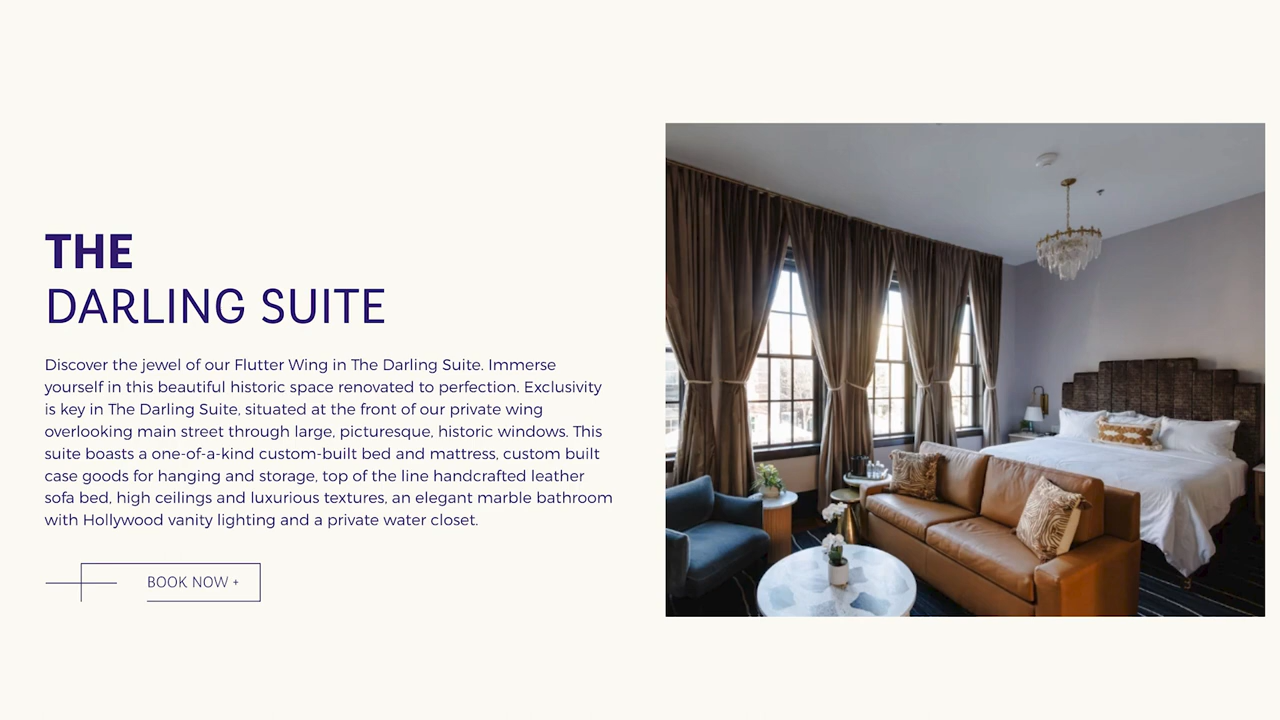 THE
DARLING SUITE
Discover the jewel of our Flutter Wing in The Darling Suite. Immerse
yourself in this beautiful historic space renovated to perfection. Exclusivity
is key in The Darling Suite, situated at the front of our private wing
overlooking main street through large, picturesque, historic windows. This
suite boasts a one-of-a-kind custom-built bed and mattress, custom built
case goods for hanging and storage, top of the line handcrafted leather
sofa bed, high ceilings and luxurious textures, an elegant marble bathroom
with Hollywood vanity lighting and a private water closet.
BOOK NOW +